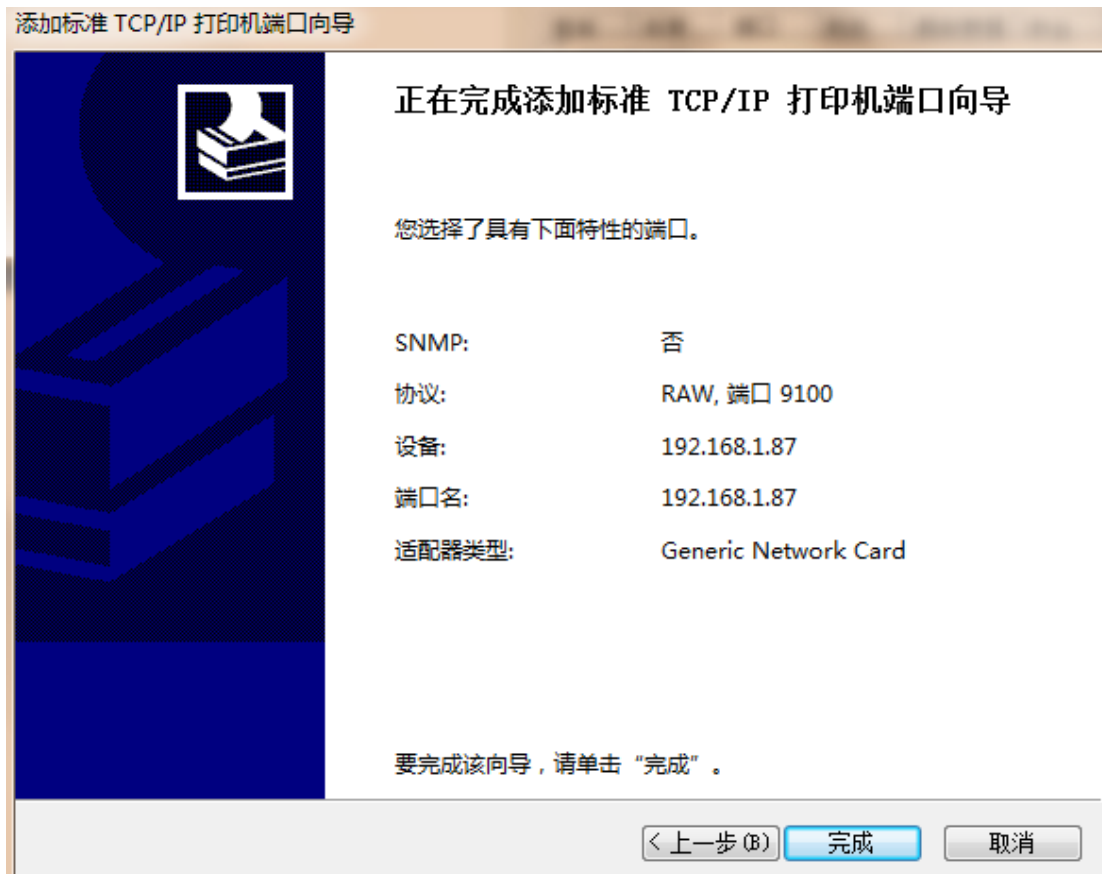 添加标准 TCP/IP 打印机端口向导
正在完成添加标准 TCP/IP 打印机端口向导
您选择了具有下面特性的端口。
SNMP: 否
协议: RAW, 端口 9100
设备: 192.168.1.87
端口名: 192.168.1.87
适配器类型: Generic Network Card
要完成该向导，请单击“完成”。
< 上一步(B) 完成 取消